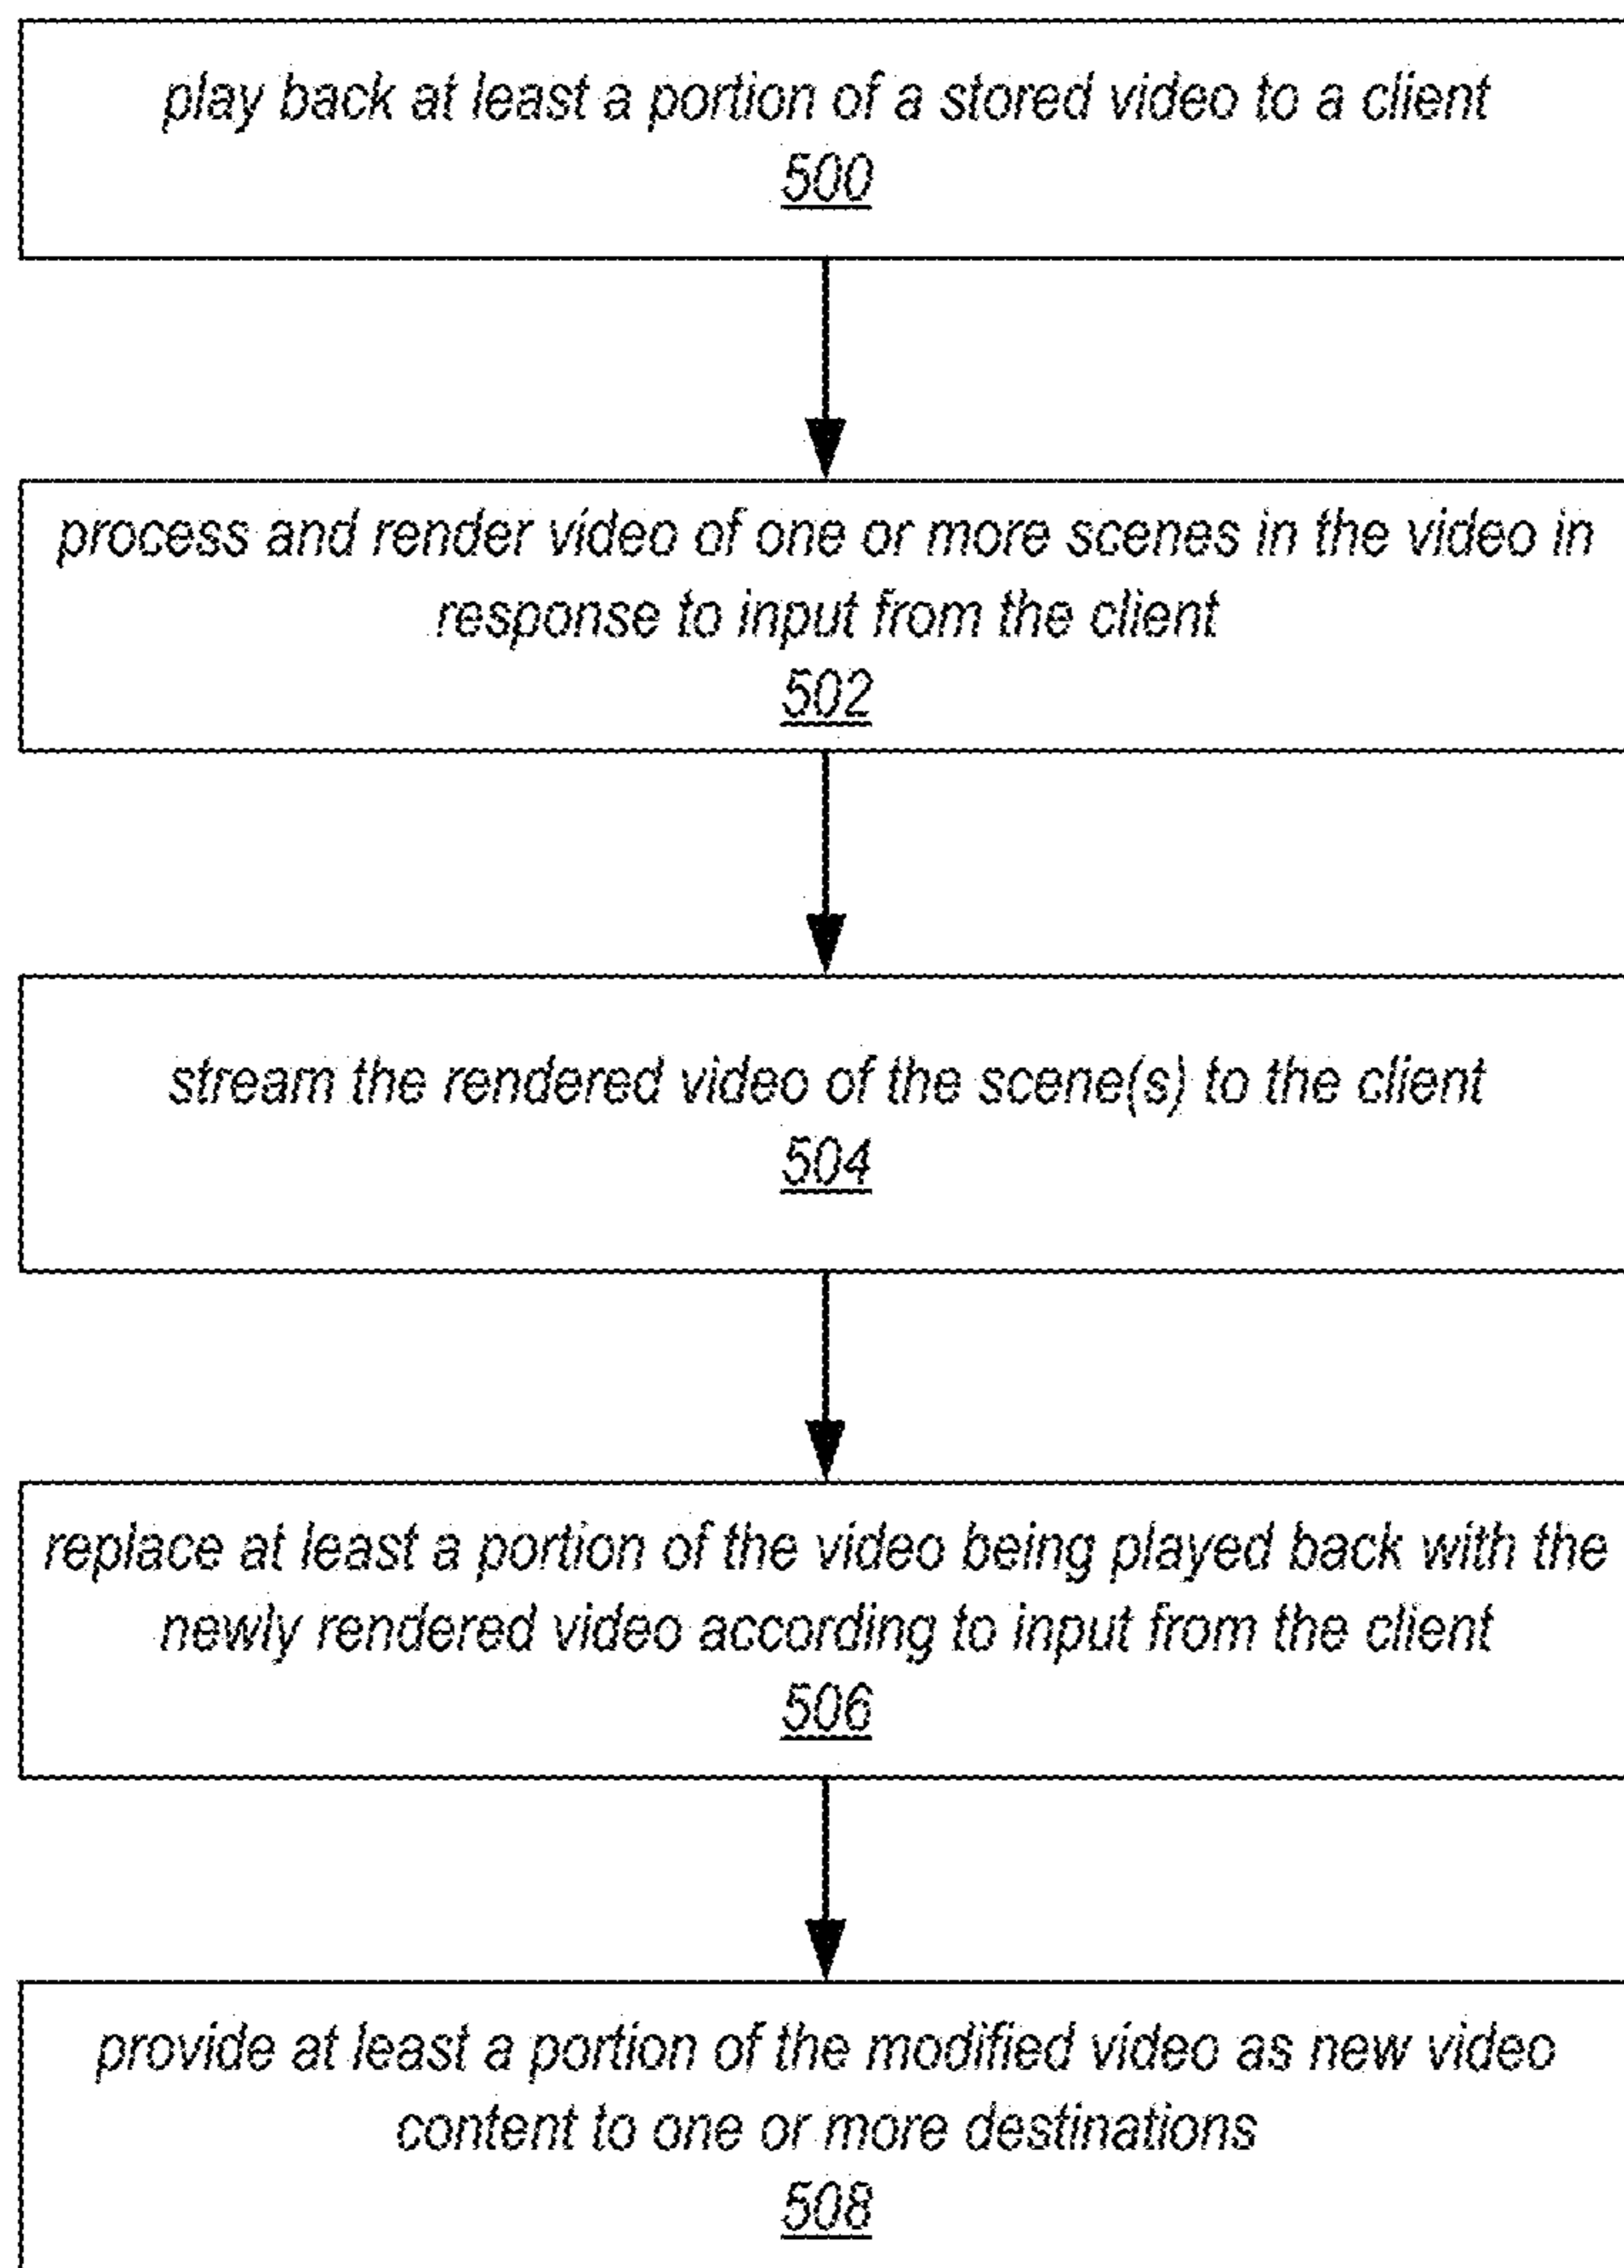 play back at least a portion of a stored video to a client
500
process and render video of one or more scenes in the video in
response to input from the client
502
stream the rendered video of the scene(s) to the client
504
replace at least a portion of the video being played back with the
newly rendered video according to input from the client
506
provide at least a portion of the modified video as new video
content to one or more destinations
508